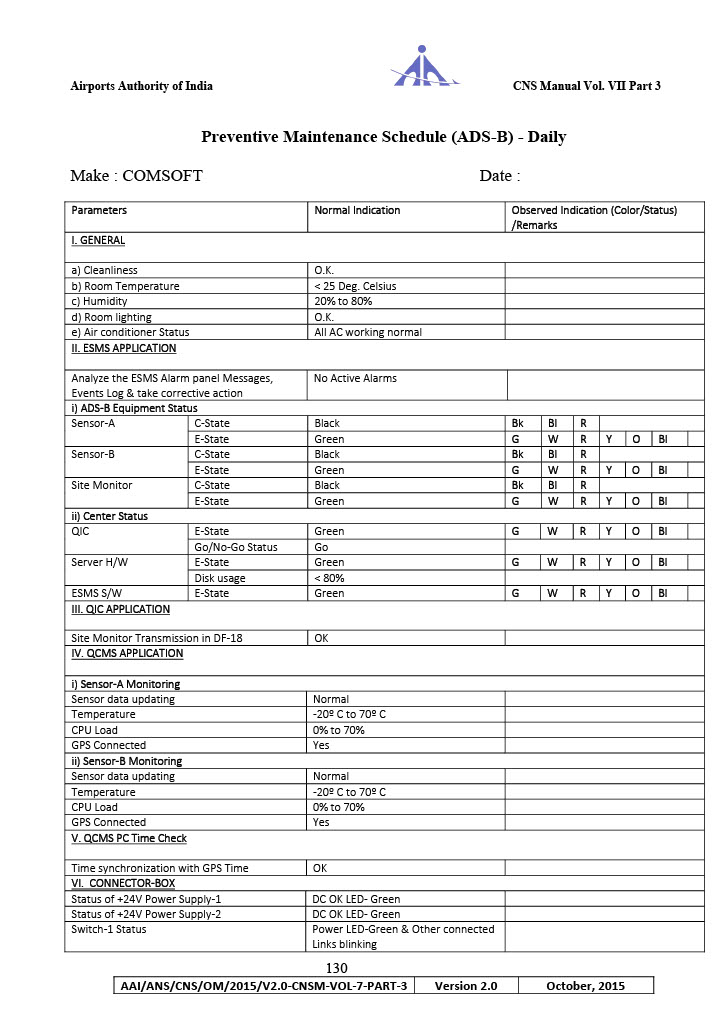 Airports Authority of India CNS Manual Vol. VII Part 3
Preventive Maintenance Schedule (ADS-B) - Daily
Make : COMSOFT Date :
Parameters Normal Indication Observed Indication (Color/Status)
/Remarks
I. GENERAL
a) Cleanliness O.K.
b) Room Temperature < 25 Deg. Celsius
c) Humidity 20% to 80%
d) Room lighting O.K.
e) Air conditioner Status All AC working normal
II. ESMS APPLICATION
Analyze the ESMS Alarm panel Messages, No Active Alarms
Events Log & take corrective action
i) ADS-B Equipment Status
Sensor-A C-State Black Bk Bl R
E-State Green G W R Y O Bl
Sensor-B C-State Black Bk Bl R
E-State Green G W R Y O Bl
Site Monitor C-State Black Bk Bl R
E-State Green G W R Y O Bl
ii) Center Status
QIC E-State Green G W R Y O Bl
Go/No-Go Status Go
Server H/W E-State Green G W R Y O Bl
Disk usage < 80%
ESMS S/W E-State Green G W R Y O Bl
III. QIC APPLICATION
Site Monitor Transmission in DF-18 OK
IV. QCMS APPLICATION
i) Sensor-A Monitoring
Sensor data updating Normal
Temperature -20º C to 70º C
CPU Load 0% to 70%
GPS Connected Yes
ii) Sensor-B Monitoring
Sensor data updating Normal
Temperature -20º C to 70º C
CPU Load 0% to 70%
GPS Connected Yes
V. QCMS PC Time Check
Time synchronization with GPS Time OK
VI. CONNECTOR-BOX
Status of +24V Power Supply-1 DC OK LED- Green
Status of +24V Power Supply-2 DC OK LED- Green
Switch-1 Status Power LED-Green & Other connected
Links blinking
130
AAI/ANS/CNS/OM/2015/V2.0-CNSM-VOL-7-PART-3 Version 2.0 October, 2015